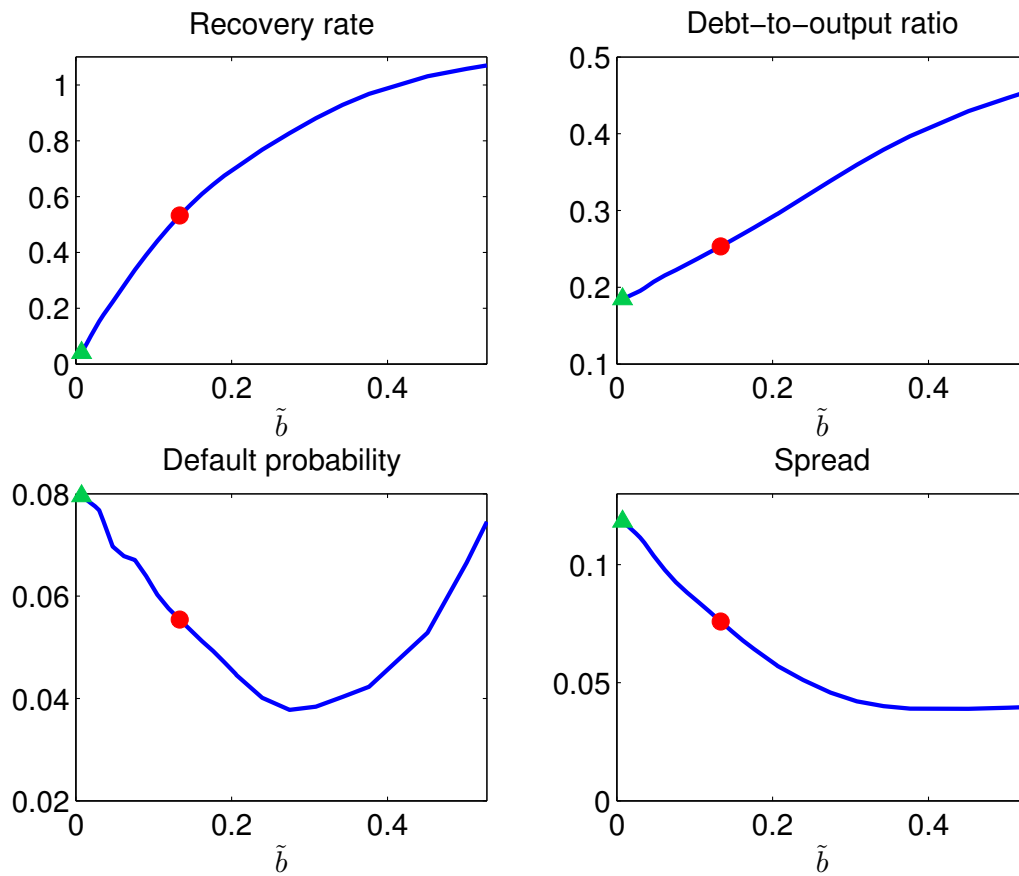 Recovery rate
1
0.8
0.6
0.4
0.2
0
0 0.2 0.4
b̃
Debt−to−output ratio
0.5
0.4
0.3
0.2
0.1
0 0.2 0.4
b̃
Default probability
0.08
0.06
0.04
0.02
0 0.2 0.4
b̃
Spread
0.1
0.05
0
0 0.2 0.4
b̃